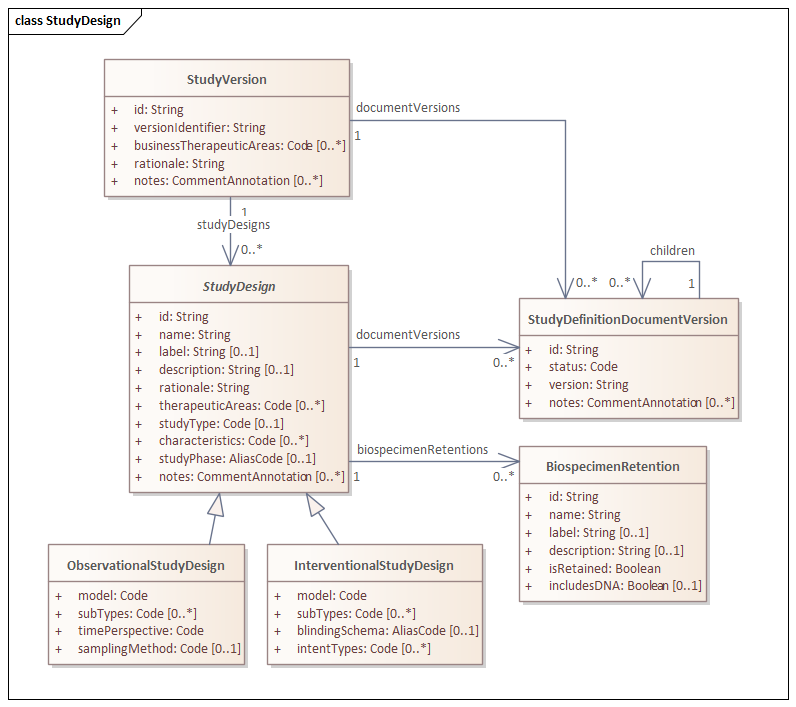 class StudyDesign
StudyVersion
+ id: String
+ versionIdentifier: String
+ businessTherapeuticAreas: Code [0..*]
+ rationale: String
+ notes: CommentAnnotation [0..*]
documentVersions
1
1
studyDesigns
0..*
StudyDesign
+ id: String
+ name: String
+ label: String [0..1]
+ description: String [0..1]
+ rationale: String
+ therapeuticAreas: Code [0..*]
+ studyType: Code [0..1]
+ characteristics: Code [0..*]
+ studyPhase: AliasCode [0..1]
+ notes: CommentAnnotation [0..*]
children
0..*
0..*
1
documentVersions
1
0..*
StudyDefinitionDocumentVersion
+ id: String
+ status: Code
+ version: String
+ notes: CommentAnnotation [0..*]
biospecimenRetentions
1
0..*
BiospecimenRetention
+ id: String
+ name: String
+ label: String [0..1]
+ description: String [0..1]
+ isRetained: Boolean
+ includesDNA: Boolean [0..1]
ObservationalStudyDesign
+ model: Code
+ subTypes: Code [0..*]
+ timePerspective: Code
+ samplingMethod: Code [0..1]
InterventionalStudyDesign
+ model: Code
+ subTypes: Code [0..*]
+ blindingSchema: AliasCode [0..1]
+ intentTypes: Code [0..*]